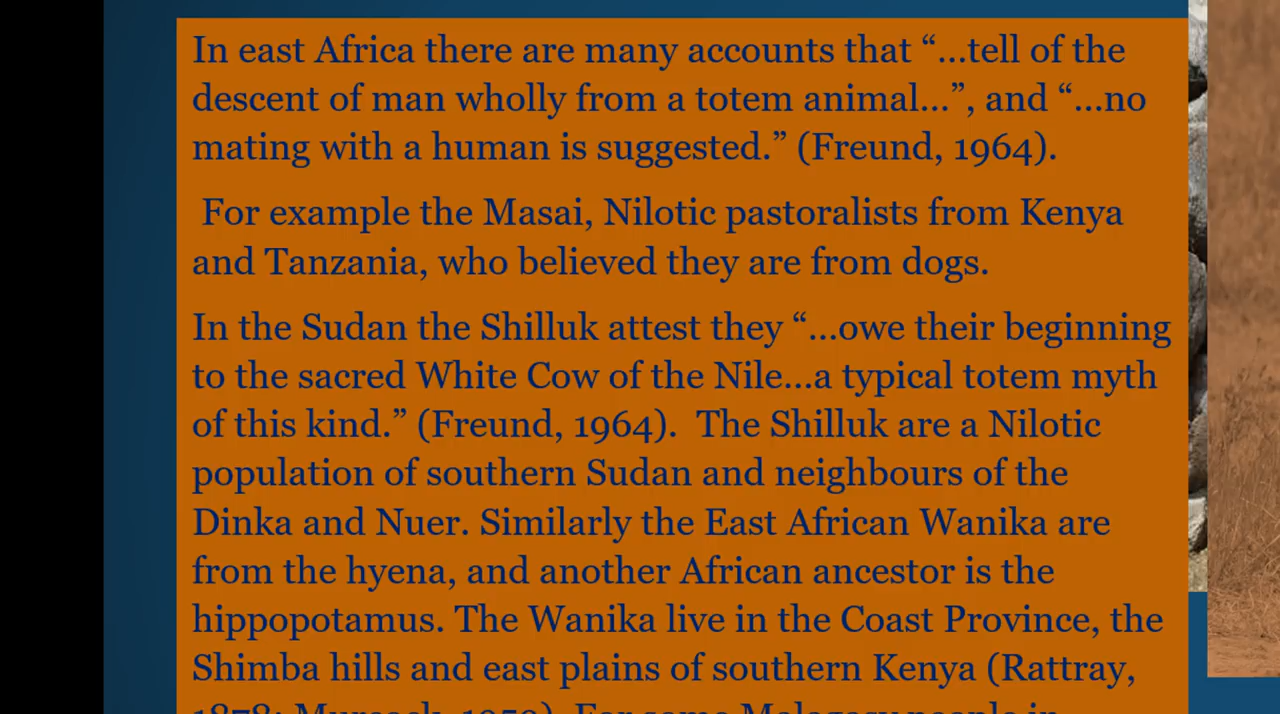 In east Africa there are many accounts that “...tell of the
descent of man wholly from a totem animal...”, and “...no
mating with a human is suggested.” (Freund, 1964).
For example the Masai, Nilotic pastoralists from Kenya
and Tanzania, who believed they are from dogs.
In the Sudan the Shilluk attest they “...owe their beginning
to the sacred White Cow of the Nile...a typical totem myth
of this kind.” (Freund, 1964).  The Shilluk are a Nilotic
population of southern Sudan and neighbours of the
Dinka and Nuer. Similarly the East African Wanika are
from the hyena, and another African ancestor is the
hippopotamus. The Wanika live in the Coast Province, the
Shimba hills and east plains of southern Kenya (Rattray,
For some Malagasy people in